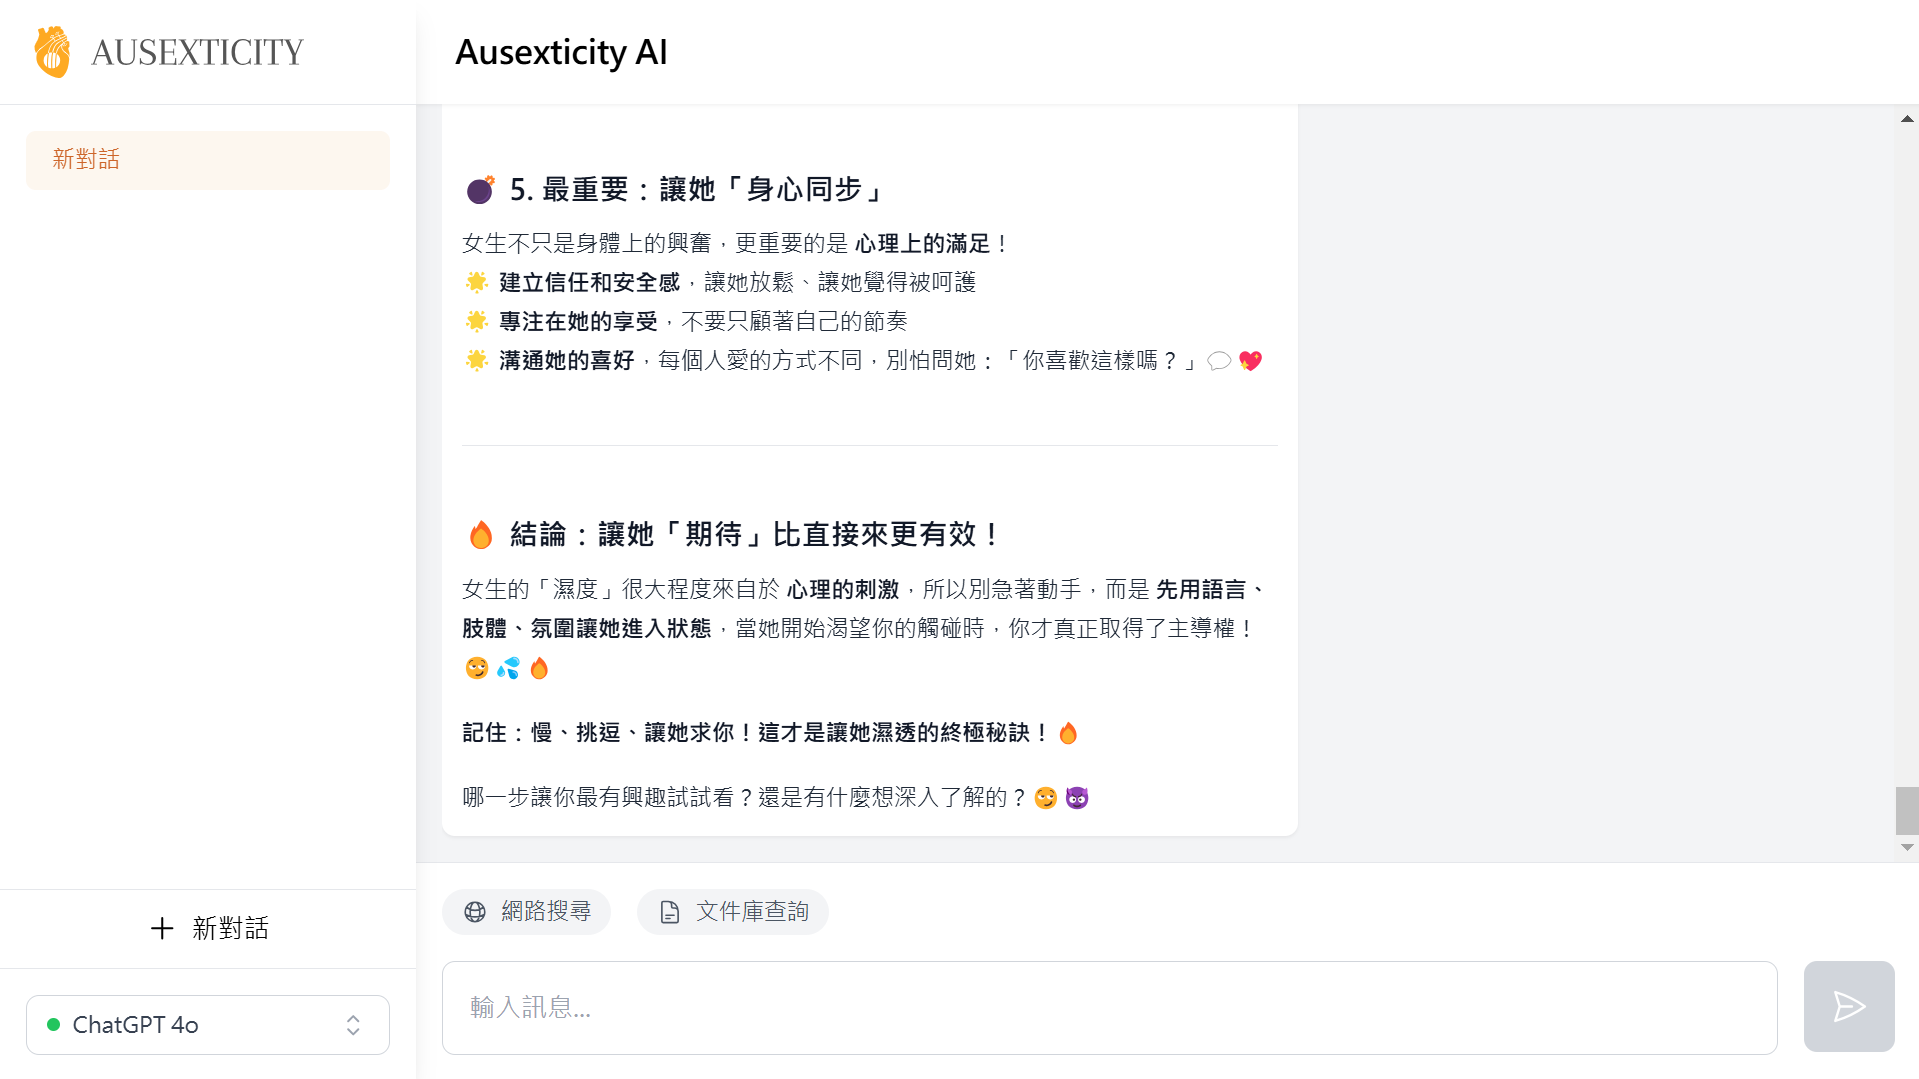 AUSEXTICITY
Ausexticity AI
新對話
5. 最重要：讓她「身心同步」
女生不只是身體上的興奮，更重要的是 心理上的滿足！
建立信任和安全感，讓她放鬆、讓她覺得被呵護
專注在她的享受，不要只顧著自己的節奏
溝通她的喜好，每個人愛的方式不同，別怕問她：「你喜歡這樣嗎？」
結論：讓她「期待」比直接來更有效！
女生的「濕度」很大程度來自於 心理的刺激，所以別急著動手，而是 先用語言、
肢體、氛圍讓她進入狀態，當她開始渴望你的觸碰時，你才真正取得了主導權！
記住：慢、挑逗、讓她求你！這才是讓她濕透的終極秘訣！
哪一步讓你最有興趣試試看？還是有什麼想深入了解的？
新對話
ChatGPT 4o
網路搜尋
文件庫查詢
輸入訊息...